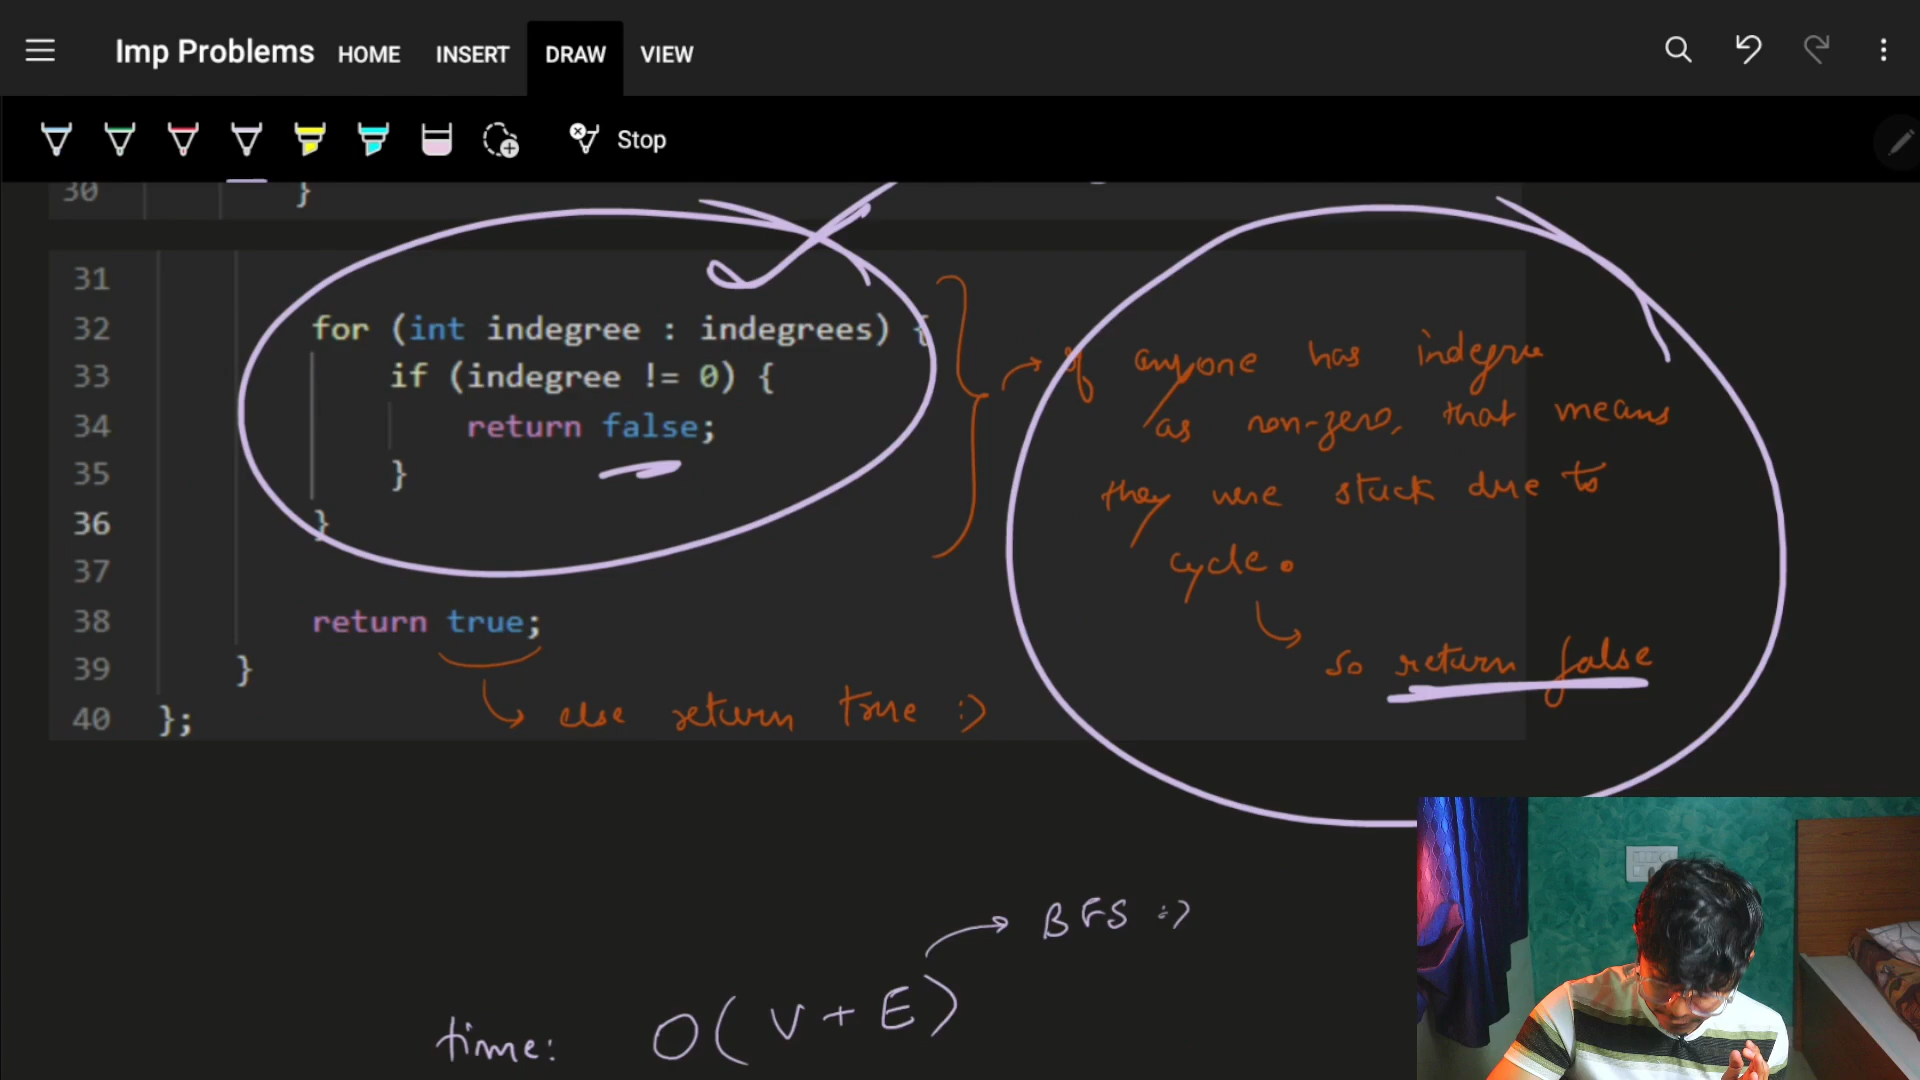 Imp Problems HOME INSERT DRAW VIEW
Stop
30 }
31
32 for (int indegree : indegrees) {
33 if (indegree != 0) {
34 return false;
35 }
36 }
37
38 return true;
39 }
40 };
if anyone has indegree
as non-zero, that means
they were stuck due to
cycle.
so return false
else return true :)
BFS :)
time: O(V+E)